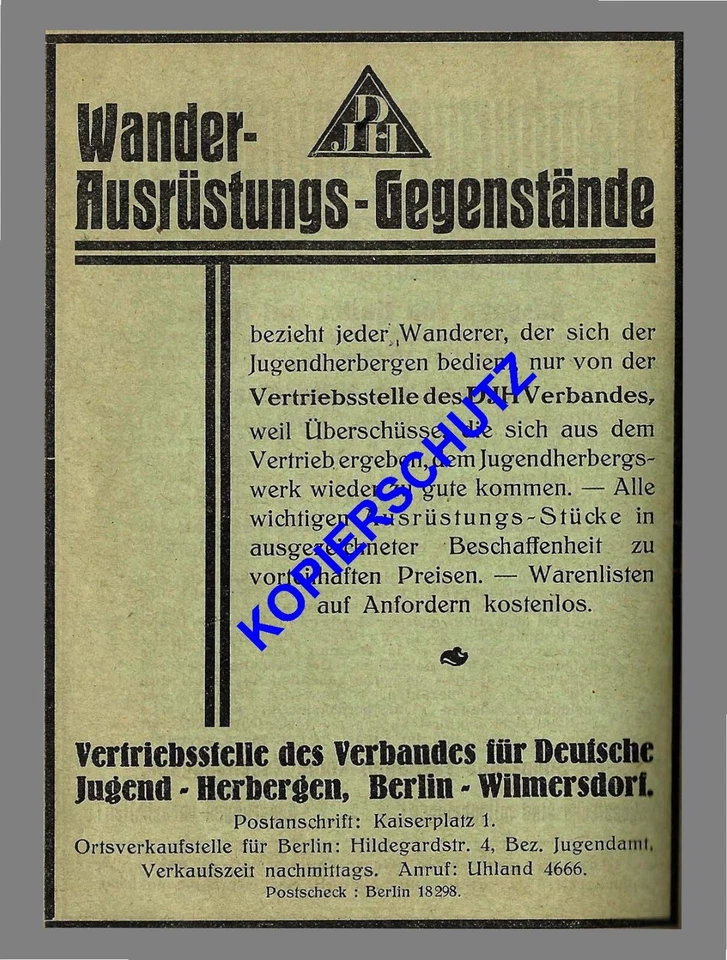 Wander-
DJH
Ausrüstungs-Gegenstände
bezieht jeder Wanderer, der sich der
Jugendherbergen bedient, nur von der
Vertriebsstelle des DJH Verbandes,
weil Überschüsse, die sich aus dem
Vertrieb ergeben, dem Jugendherbergs-
werk wieder zu gute kommen. — Alle
wichtigen Ausrüstungs-Stücke in
ausgezeichneter Beschaffenheit zu
vorteilhaften Preisen. — Warenlisten
auf Anfordern kostenlos.
KOPIERSCHUTZ
Vertriebsstelle des Verbandes für Deutsche
Jugend-Herbergen, Berlin-Wilmersdorf.
Postanschrift: Kaiserplatz 1.
Ortsverkaufstelle für Berlin: Hildegardstr. 4, Bez. Jugendamt,
Verkaufszeit nachmittags. Anruf: Uhland 4666.
Postscheck: Berlin 18298.